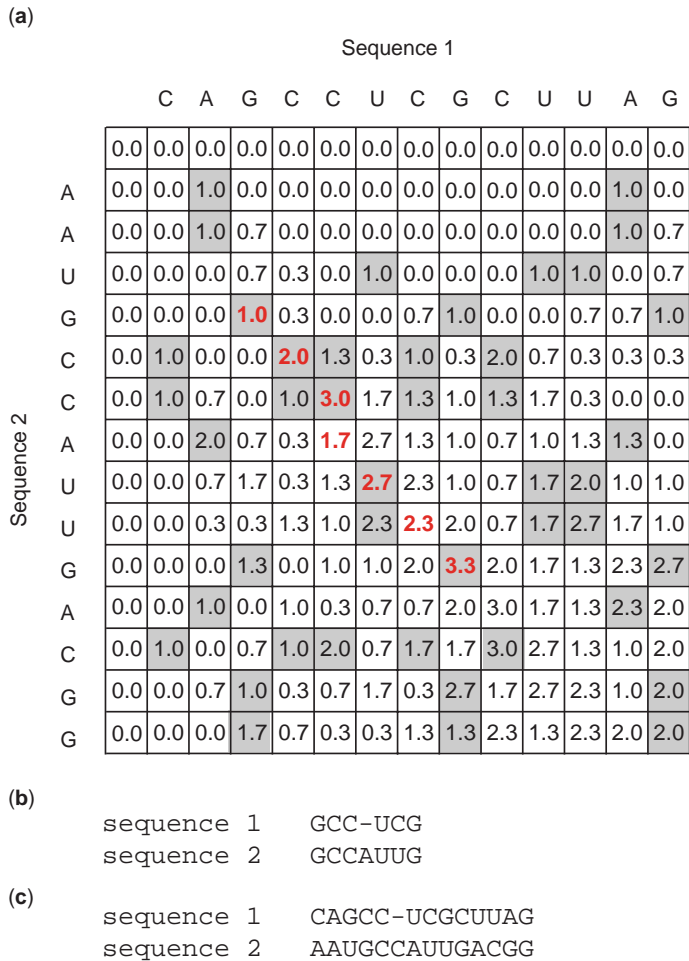 (a)
Sequence 1
C A G C C U C G C U U A G
0.0 0.0 0.0 0.0 0.0 0.0 0.0 0.0 0.0 0.0 0.0 0.0 0.0 0.0
A 0.0 0.0 1.0 0.0 0.0 0.0 0.0 0.0 0.0 0.0 0.0 0.0 1.0 0.0
A 0.0 0.0 1.0 0.7 0.0 0.0 0.0 0.0 0.0 0.0 0.0 0.0 1.0 0.7
U 0.0 0.0 0.0 0.7 0.3 0.0 1.0 0.0 0.0 0.0 1.0 1.0 0.0 0.7
G 0.0 0.0 0.0 1.0 0.3 0.0 0.0 0.7 1.0 0.0 0.0 0.7 0.7 1.0
C 0.0 1.0 0.0 0.0 2.0 1.3 0.3 1.0 0.3 2.0 0.7 0.3 0.3 0.3
C 0.0 1.0 0.7 0.0 1.0 3.0 1.7 1.3 1.0 1.3 1.7 0.3 0.0 0.0
A 0.0 0.0 2.0 0.7 0.3 1.7 2.7 1.3 1.0 0.7 1.0 1.3 1.3 0.0
U 0.0 0.0 0.7 1.7 0.3 1.3 2.7 2.3 1.0 0.7 1.7 2.0 1.0 1.0
U 0.0 0.0 0.3 0.3 1.3 1.0 2.3 2.3 2.0 0.7 1.7 2.7 1.7 1.0
G 0.0 0.0 0.0 1.3 0.0 1.0 1.0 2.0 3.3 2.0 1.7 1.3 2.3 2.7
A 0.0 0.0 1.0 0.0 1.0 0.3 0.7 0.7 2.0 3.0 1.7 1.3 2.3 2.0
C 0.0 1.0 0.0 0.7 1.0 2.0 0.7 1.7 1.7 3.0 2.7 1.3 1.0 2.0
G 0.0 0.0 0.7 1.0 0.3 0.7 1.7 0.3 2.7 1.7 2.7 2.3 1.0 2.0
G 0.0 0.0 0.0 1.7 0.7 0.3 0.3 1.3 1.3 2.3 1.3 2.3 2.0 2.0
Sequence 2
(b)
sequence 1 GCC-UCG
sequence 2 GCCAUUG
(c)
sequence 1 CAGCC-UCGCUUAG
sequence 2 AAUGCCAUUGACGG